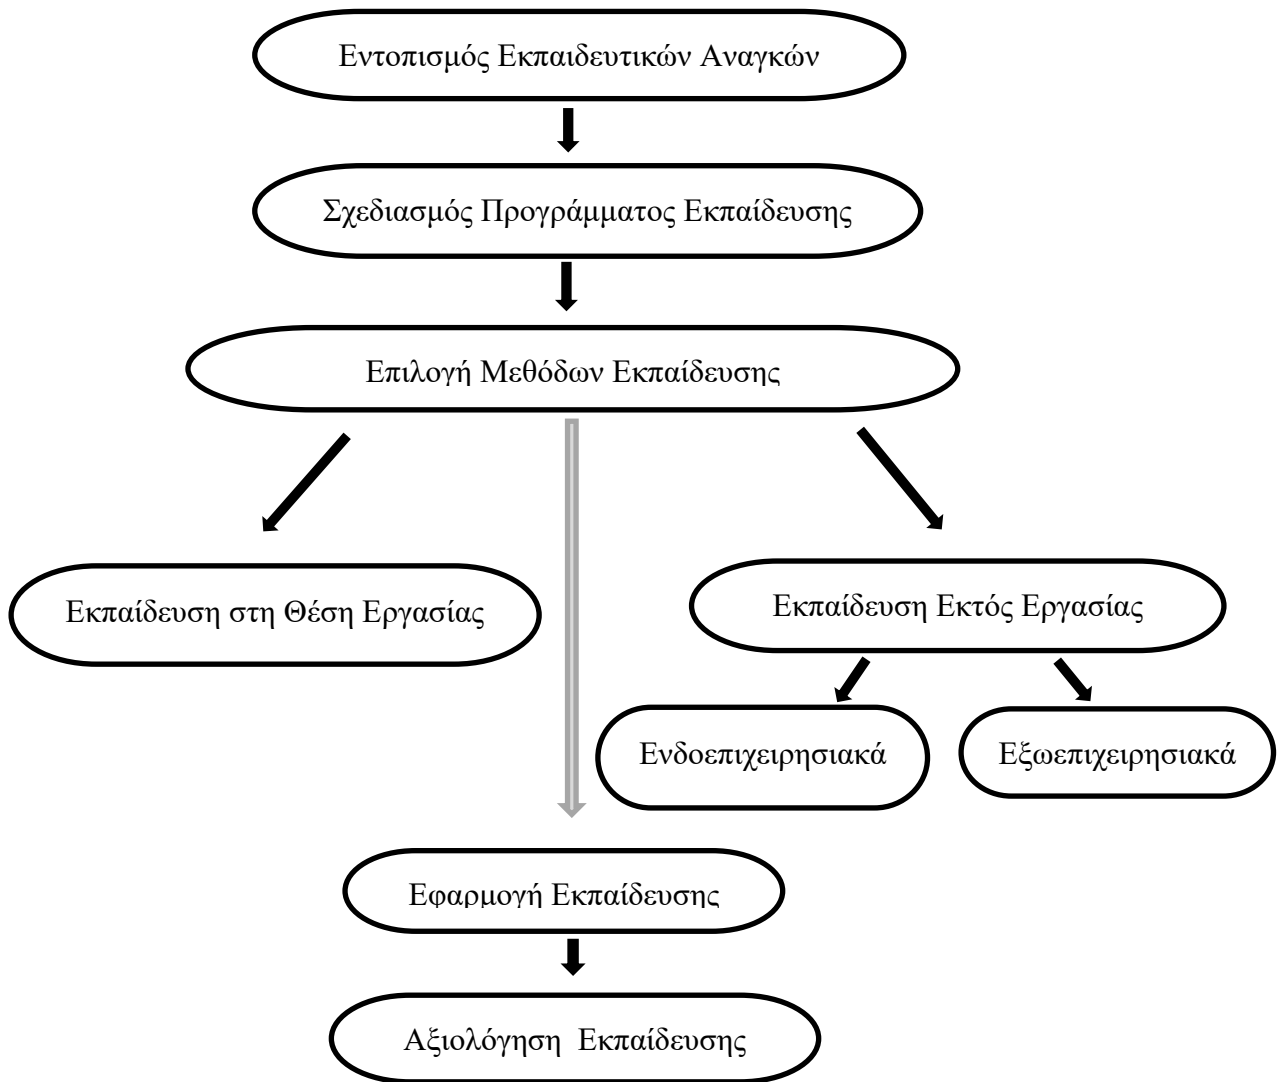 Εντοπισμός Εκπαιδευτικών Αναγκών
Σχεδιασμός Προγράμματος Εκπαίδευσης
Επιλογή Μεθόδων Εκπαίδευσης
Εκπαίδευση στη Θέση Εργασίας
Εκπαίδευση Εκτός Εργασίας
Ενδοεπιχειρησιακά
Εξωεπιχειρησιακά
Εφαρμογή Εκπαίδευσης
Αξιολόγηση Εκπαίδευσης